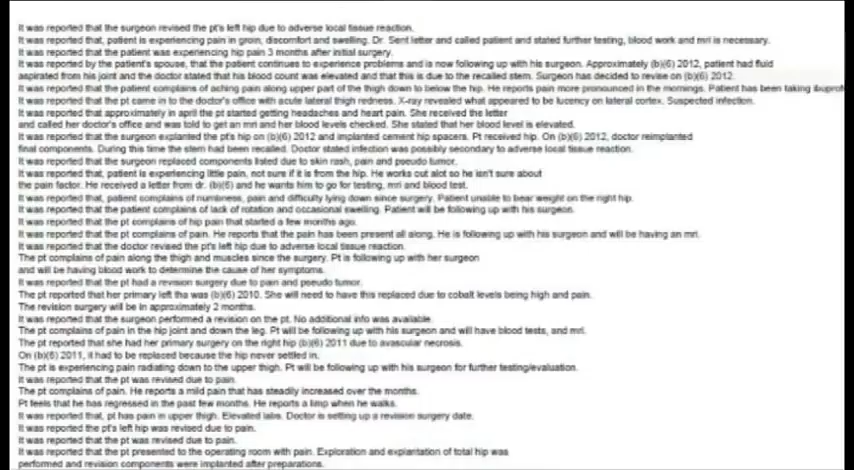 It was reported that the surgeon revised the pt's left hip due to adverse local tissue reaction.
It was reported that, patient is experiencing pain in groin, discomfort and swelling. Dr. Sent letter and called patient and stated further testing, blood work and mri is necessary.
It was reported that the patient was experiencing hip pain 3 months after initial surgery.
It was reported by the patient's spouse, that the patient continues to experience problems and is now following up with his surgeon. Approximately (b)(6) 2012, patient had fluid
aspirated from his joint and the doctor stated that his blood count was elevated and that this is due to the recalled stem. Surgeon has decided to revise on (b)(6) 2012.
It was reported that the patient complains of aching pain along upper part of the thigh down to below the hip. He reports pain more pronounced in the mornings. Patient has been taking ibuprof
It was reported that the pt came in to the doctor's office with acute lateral thigh redness. X-ray revealed what appeared to be lucency on lateral cortex. Suspected infection.
It was reported that approximately in april the pt started getting headaches and heart pain. She received the letter
and called her doctor's office and was told to get an mri and her blood levels checked. She stated that her blood level is elevated.
It was reported that the surgeon explanted the pt's hip on (b)(6) 2012 and implanted cement hip spacers. Pt received hip. On (b)(6) 2012, doctor reimplanted
final components. During this time the stem had been recalled. Doctor stated infection was possibly secondary to adverse local tissue reaction.
It was reported that the surgeon replaced components listed due to skin rash, pain and pseudo tumor.
It was reported that, patient is experiencing little pain, not sure if it is from the hip. He works out alot so he isn't sure about
the pain factor. He received a letter from dr. (b)(6) and he wants him to go for testing, mri and blood test.
It was reported that, patient complains of numbness, pain and difficulty lying down since surgery. Patient unable to bear weight on the right hip.
It was reported that the patient complains of lack of rotation and occasional swelling. Patient will be following up with his surgeon.
It was reported that the pt complains of hip pain that started a few months ago.
It was reported that the pt complains of pain. He reports that the pain has been present all along. He is following up with his surgeon and will be having an mri.
It was reported that the doctor revised the pt's left hip due to adverse local tissue reaction.
The pt complains of pain along the thigh and muscles since the surgery. Pt is following up with her surgeon
and will be having blood work to determine the cause of her symptoms.
It was reported that the pt had a revision surgery due to pain and pseudo tumor.
The pt reported that her primary left tha was (b)(6) 2010. She will need to have this replaced due to cobalt levels being high and pain.
The revision surgery will be in approximately 2 months.
It was reported that the surgeon performed a revision on the pt. No additional info was available.
The pt complains of pain in the hip joint and down the leg. Pt will be following up with his surgeon and will have blood tests, and mri.
The pt reported that she had her primary surgery on the right hip (b)(6) 2011 due to avascular necrosis.
On (b)(6) 2011, it had to be replaced because the hip never settled in.
The pt is experiencing pain radiating down to the upper thigh. Pt will be following up with his surgeon for further testing/evaluation.
It was reported that the pt was revised due to pain.
The pt complains of pain. He reports a mild pain that has steadily increased over the months.
Pt feels that he has regressed in the past few months. He reports a limp when he walks.
It was reported that, pt has pain in upper thigh. Elevated labs. Doctor is setting up a revision surgery date.
It was reported the pt's left hip was revised due to pain.
It was reported that the pt was revised due to pain.
It was reported that the pt presented to the operating room with pain. Exploration and explantation of total hip was
performed and revision components were implanted after preparations.